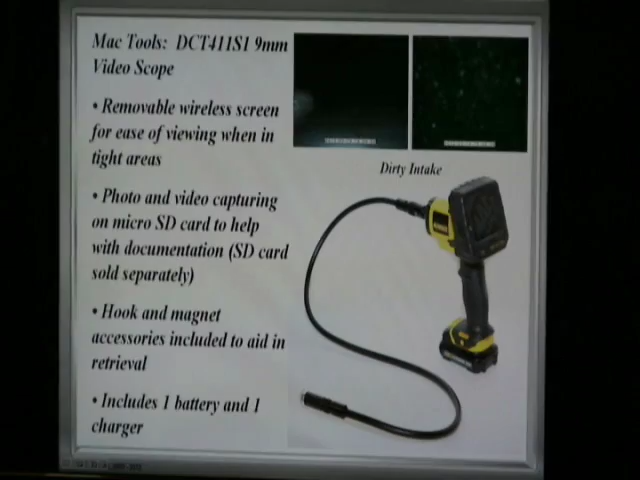 Mac Tools: DCT411S1 9mm
Video Scope
• Removable wireless screen
for ease of viewing when in
tight areas
• Photo and video capturing
on micro SD card to help
with documentation (SD card
sold separately)
• Hook and magnet
accessories included to aid in
retrieval
• Includes 1 battery and 1
charger
Dirty Intake